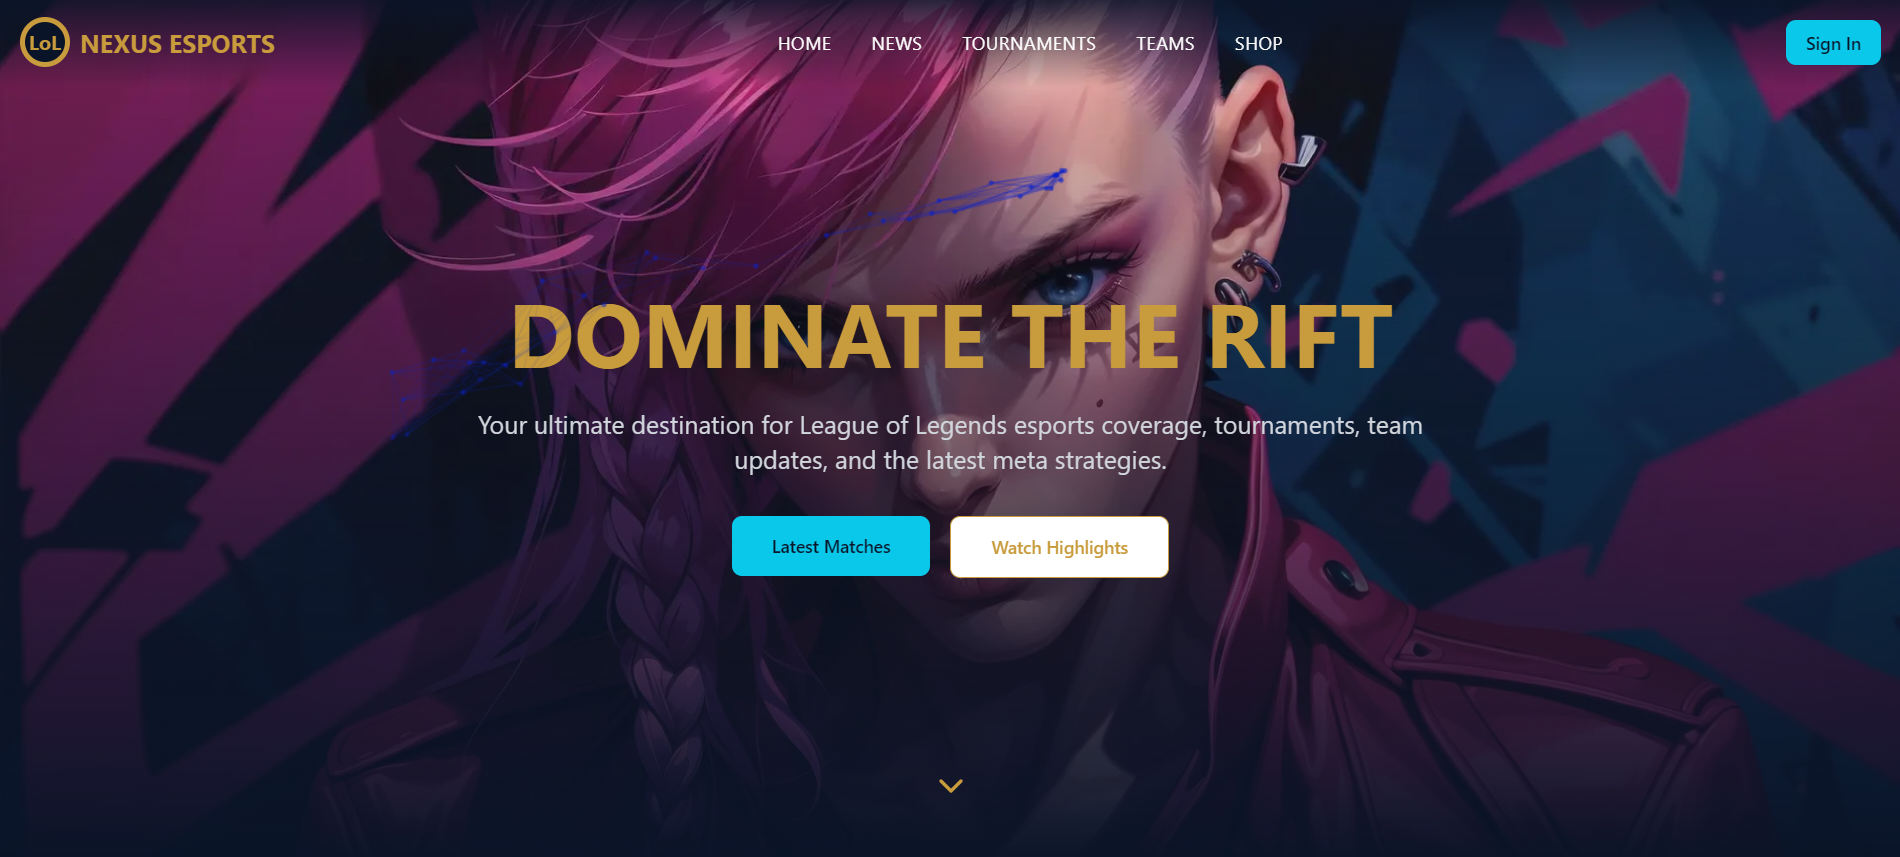 LoL
NEXUS ESPORTS
HOME NEWS TOURNAMENTS TEAMS SHOP
Sign In
DOMINATE THE RIFT
Your ultimate destination for League of Legends esports coverage, tournaments, team
updates, and the latest meta strategies.
Latest Matches
Watch Highlights